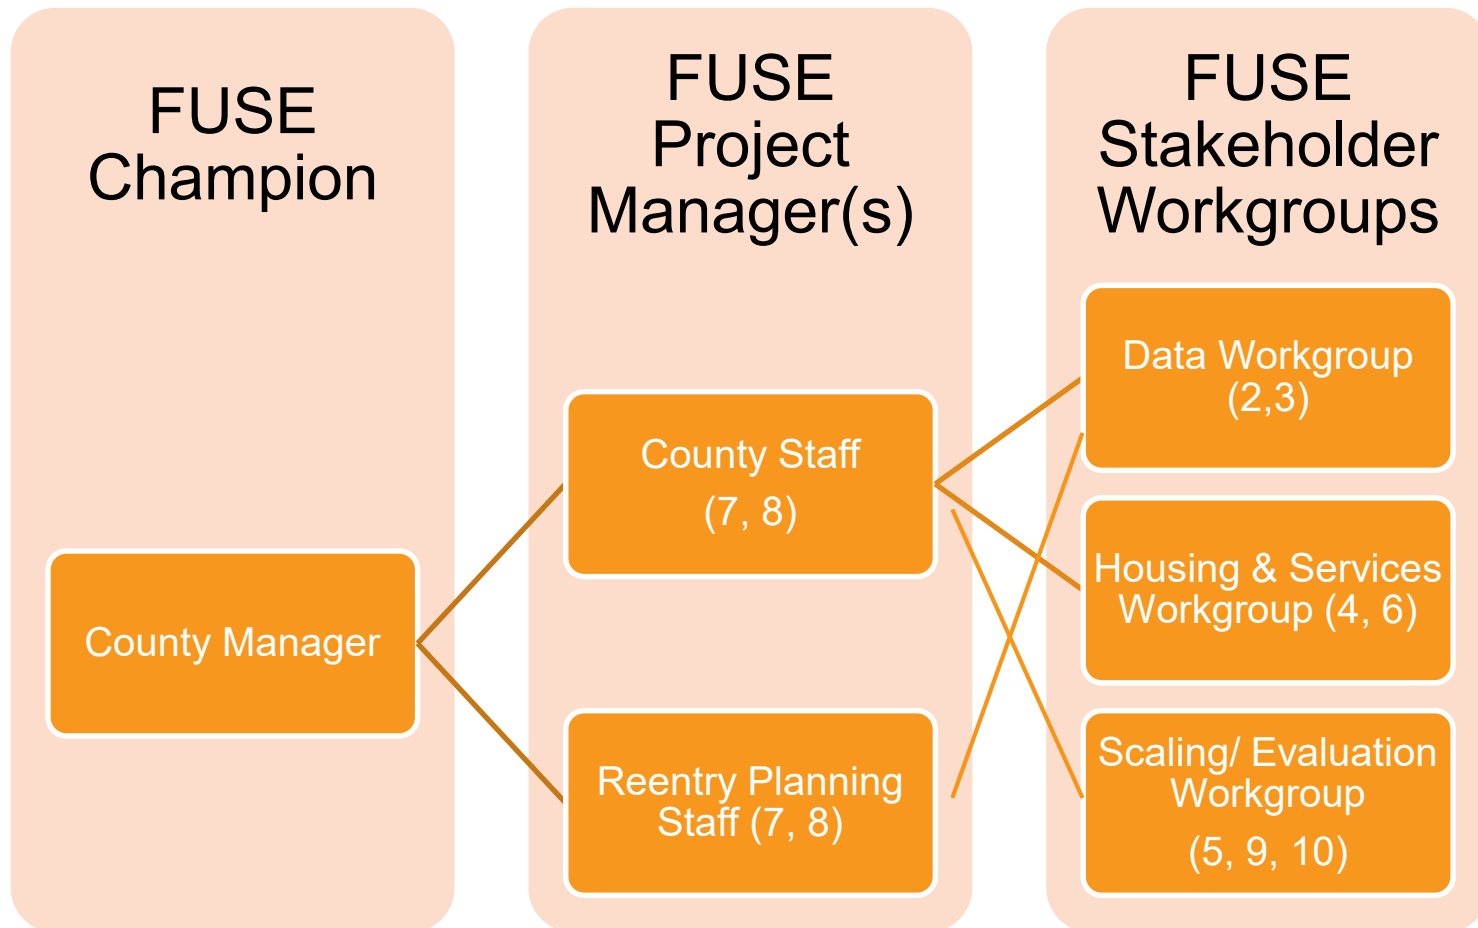 FUSE
Champion
County Manager
FUSE
Project
Manager(s)
County Staff
(7, 8)
Reentry Planning
Staff (7, 8)
FUSE
Stakeholder
Workgroups
Data Workgroup
(2,3)
Housing & Services
Workgroup (4, 6)
Scaling/ Evaluation
Workgroup
(5, 9, 10)